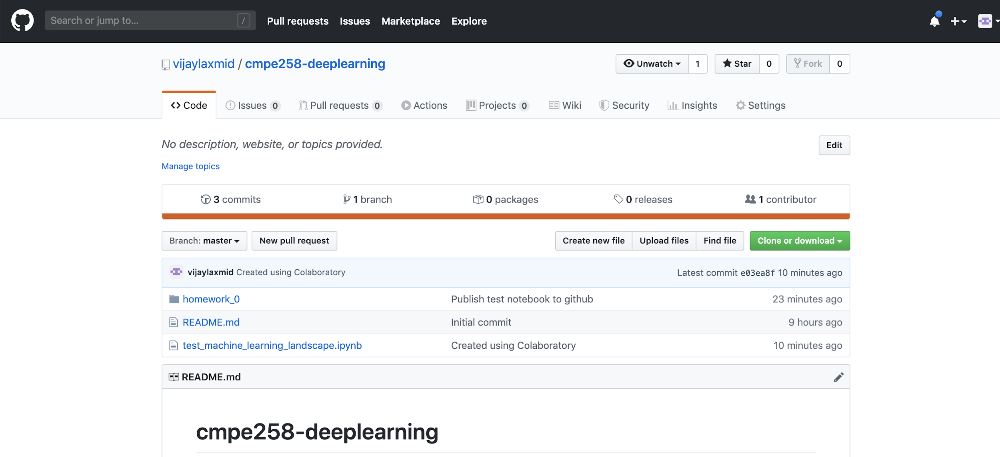 Search or jump to... /
Pull requests Issues Marketplace Explore
vijaylaxmid / cmpe258-deeplearning
Unwatch 1 Star 0 Fork 0
Code Issues 0 Pull requests 0 Actions Projects 0 Wiki Security Insights Settings
No description, website, or topics provided.
Edit
Manage topics
3 commits 1 branch 0 packages 0 releases 1 contributor
Branch: master New pull request Create new file Upload files Find file Clone or download
vijaylaxmid Created using Colaboratory Latest commit e03ea8f 10 minutes ago
homework_0 Publish test notebook to github 23 minutes ago
README.md Initial commit 9 hours ago
test_machine_learning_landscape.ipynb Created using Colaboratory 10 minutes ago
README.md
cmpe258-deeplearning